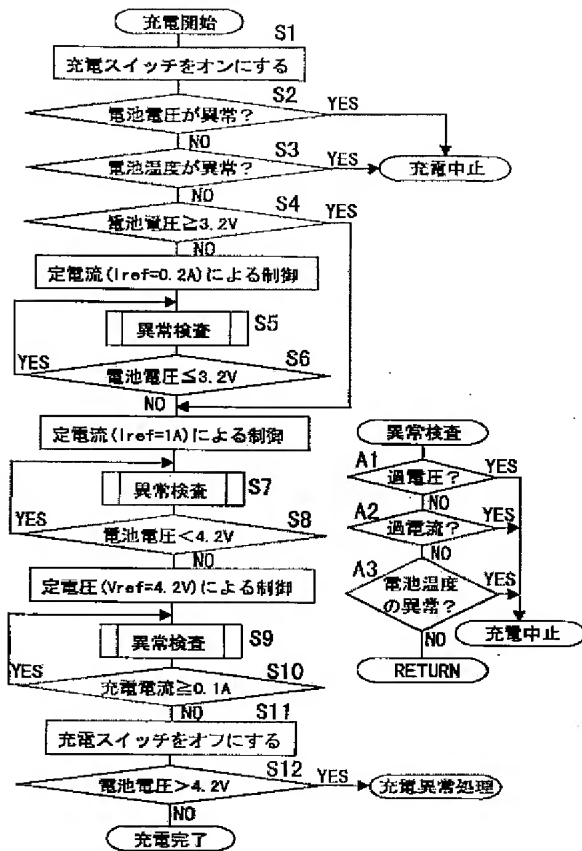 充電開始
S1
充電スイッチをオンにする
S2
電池電圧が異常?
YES
NO
S3
電池温度が異常?
YES
充電中止
NO
S4
電池電圧≧3.2V
YES
NO
定電流(Iref=0.2A)による制御
異常検査
S5
YES
S6
電池電圧≦3.2V
NO
定電流(Iref=1A)による制御
異常検査
S7
YES
S8
電池電圧<4.2V
NO
定電圧(Vref=4.2V)による制御
異常検査
S9
YES
S10
充電電流≧0.1A
NO
S11
充電スイッチをオフにする
S12
電池電圧>4.2V
YES
充電異常処理
NO
充電完了
異常検査
A1
過電圧?
YES
NO
A2
過電流?
YES
NO
A3
電池温度
の異常?
YES
充電中止
NO
RETURN